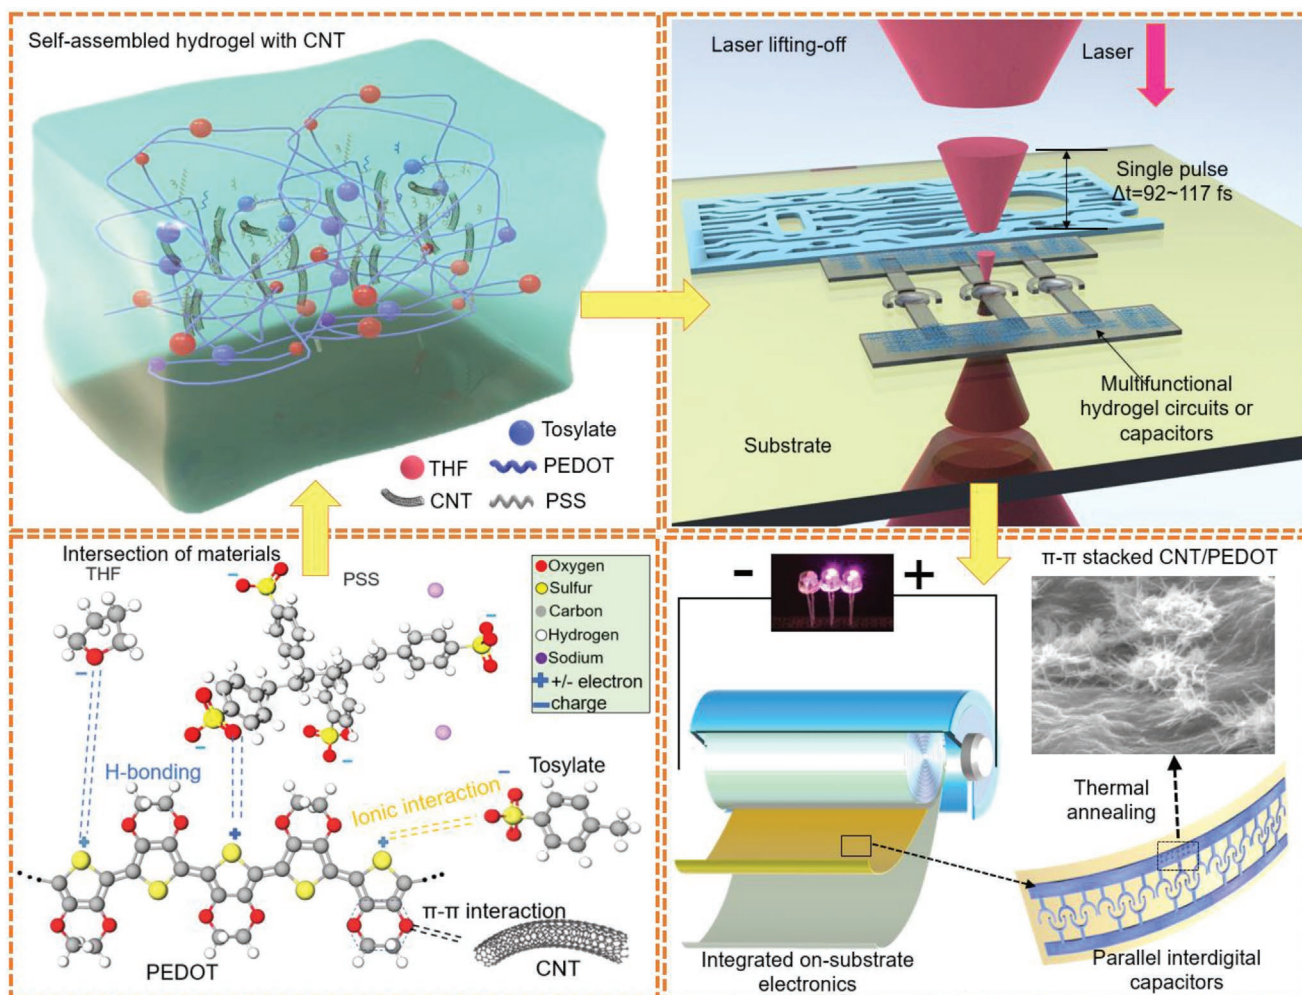 Self-assembled hydrogel with CNT
Tosylate
THF
PEDOT
CNT
PSS
Laser lifting-off
Laser
Single pulse
Δt=92~117 fs
Multifunctional
hydrogel circuits or
capacitors
Substrate
Intersection of materials
THF
PSS
Oxygen
Sulfur
Carbon
Hydrogen
Sodium
+/- electron
charge
H-bonding
Ionic interaction
Tosylate
π-π interaction
PEDOT
CNT
- +
π-π stacked CNT/PEDOT
Thermal
annealing
Integrated on-substrate
electronics
Parallel interdigital
capacitors